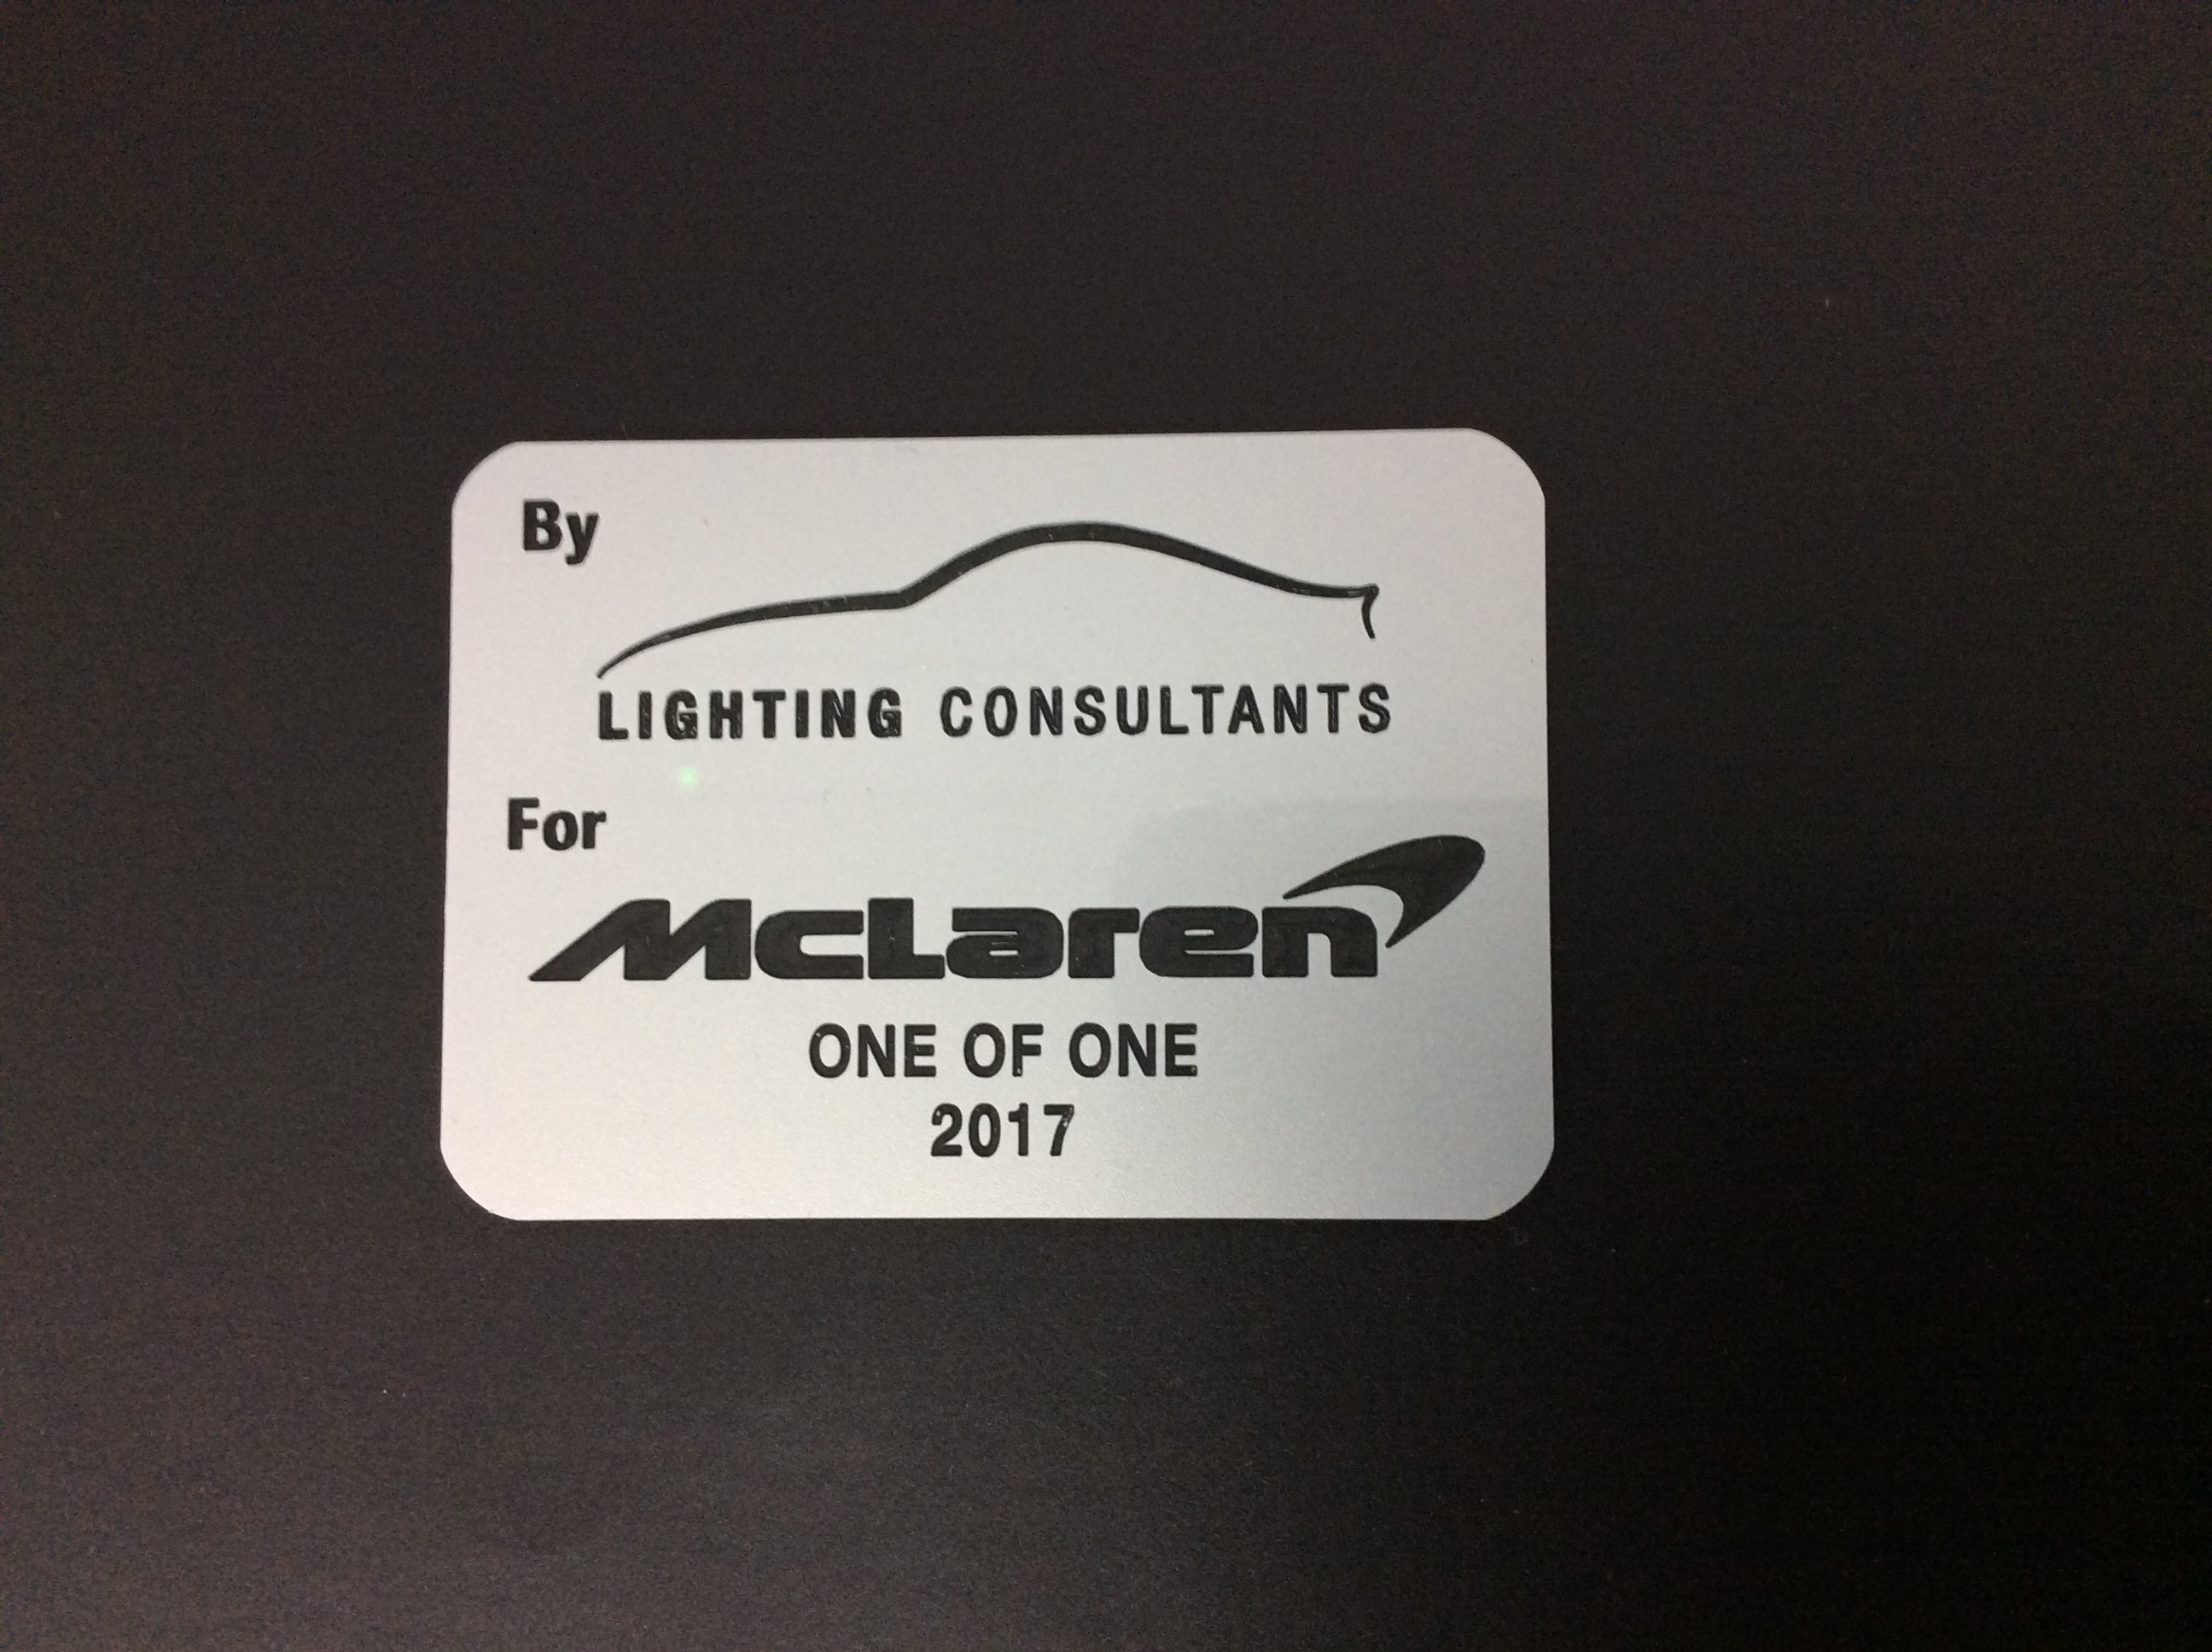 By
LIGHTING CONSULTANTS
For
McLaren
ONE OF ONE
2017